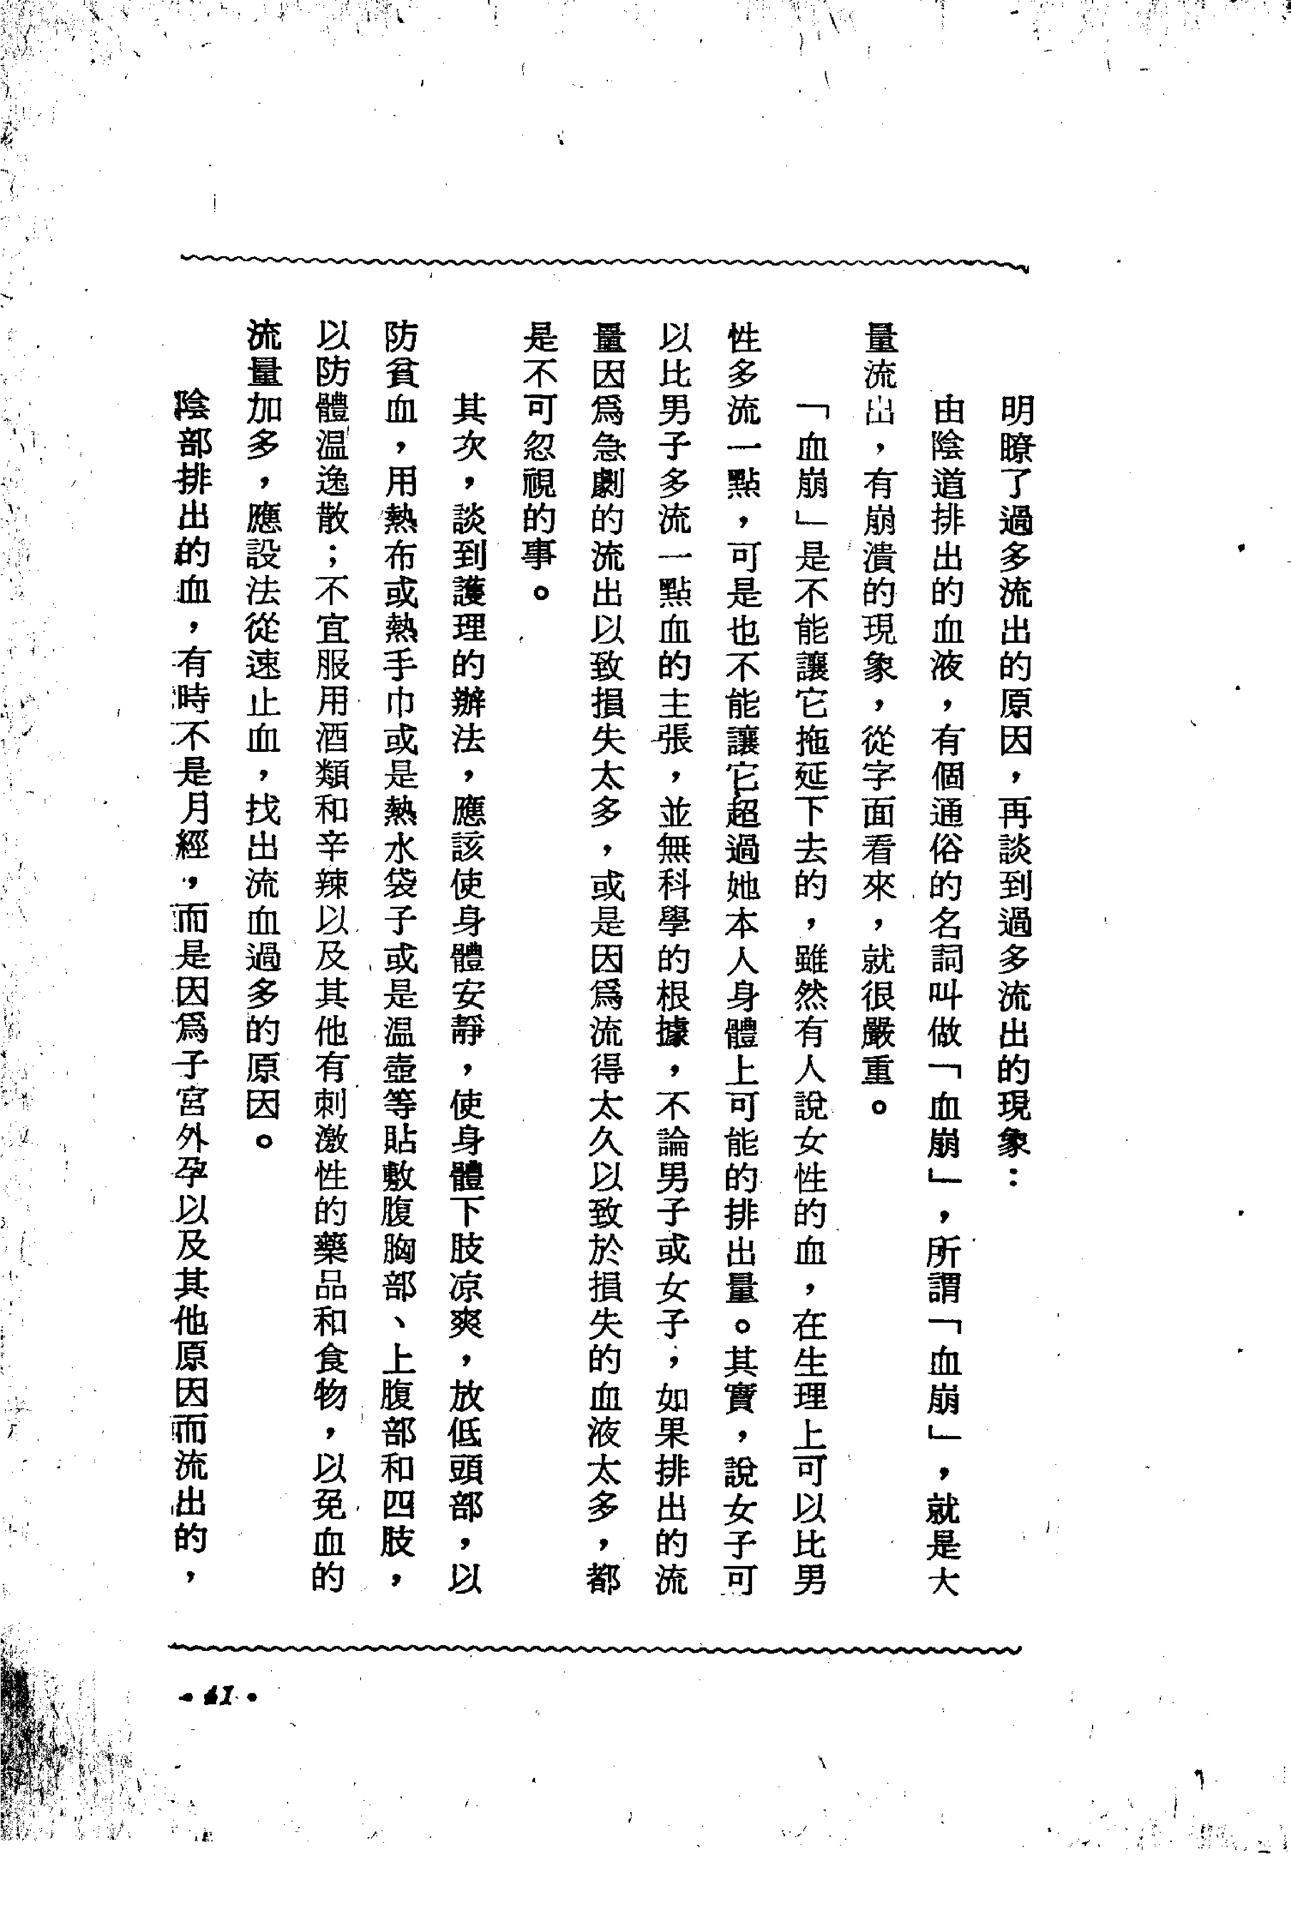 明瞭了過多流出的原因，再談到過多流出的現象：
由陰道排出的血液，有個通俗的名詞叫做「血崩」，所謂「血崩」，就是大
量流出，有崩潰的現象，從字面看來，就很嚴重。
「血崩」是不能讓它拖延下去的，雖然有人說女性的血，在生理上可以比男
性多流一點，可是也不能讓它超過她本人身體上可能的排出量。其實，說女子可
以比男子多流一點血的主張，並無科學的根據，不論男子或女子，如果排出的流
量因爲急劇的流出以致損失太多，或是因爲流得太久以致於損失的血液太多，都
是不可忽視的事。
其次，談到護理的辦法，應該使身體安靜，使身體下肢凉爽，放低頭部，以
防貧血，用熱布或熱手巾或是熱水袋子或是温壺等貼敷腹胸部、上腹部和四肢，
以防體温逸散；不宜服用酒類和辛辣以及其他有刺激性的藥品和食物，以免血的
流量加多，應設法從速止血，找出流血過多的原因。
陰部排出的血，有時不是月經，而是因爲子宮外孕以及其他原因而流出的，
·41·